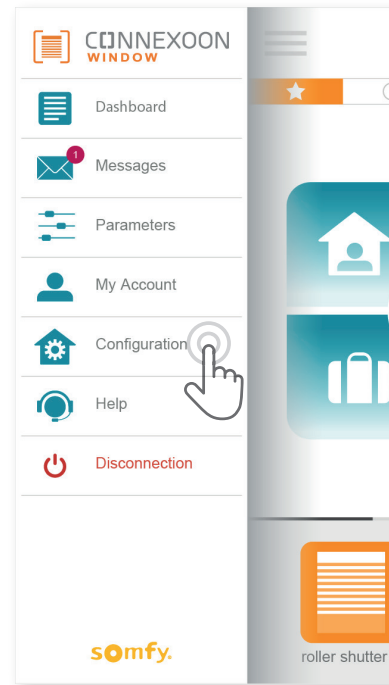 CONNEXOON
WINDOW
Dashboard
1
Messages
Parameters
My Account
Configuration
Help
Disconnection
somfy.
roller shutter